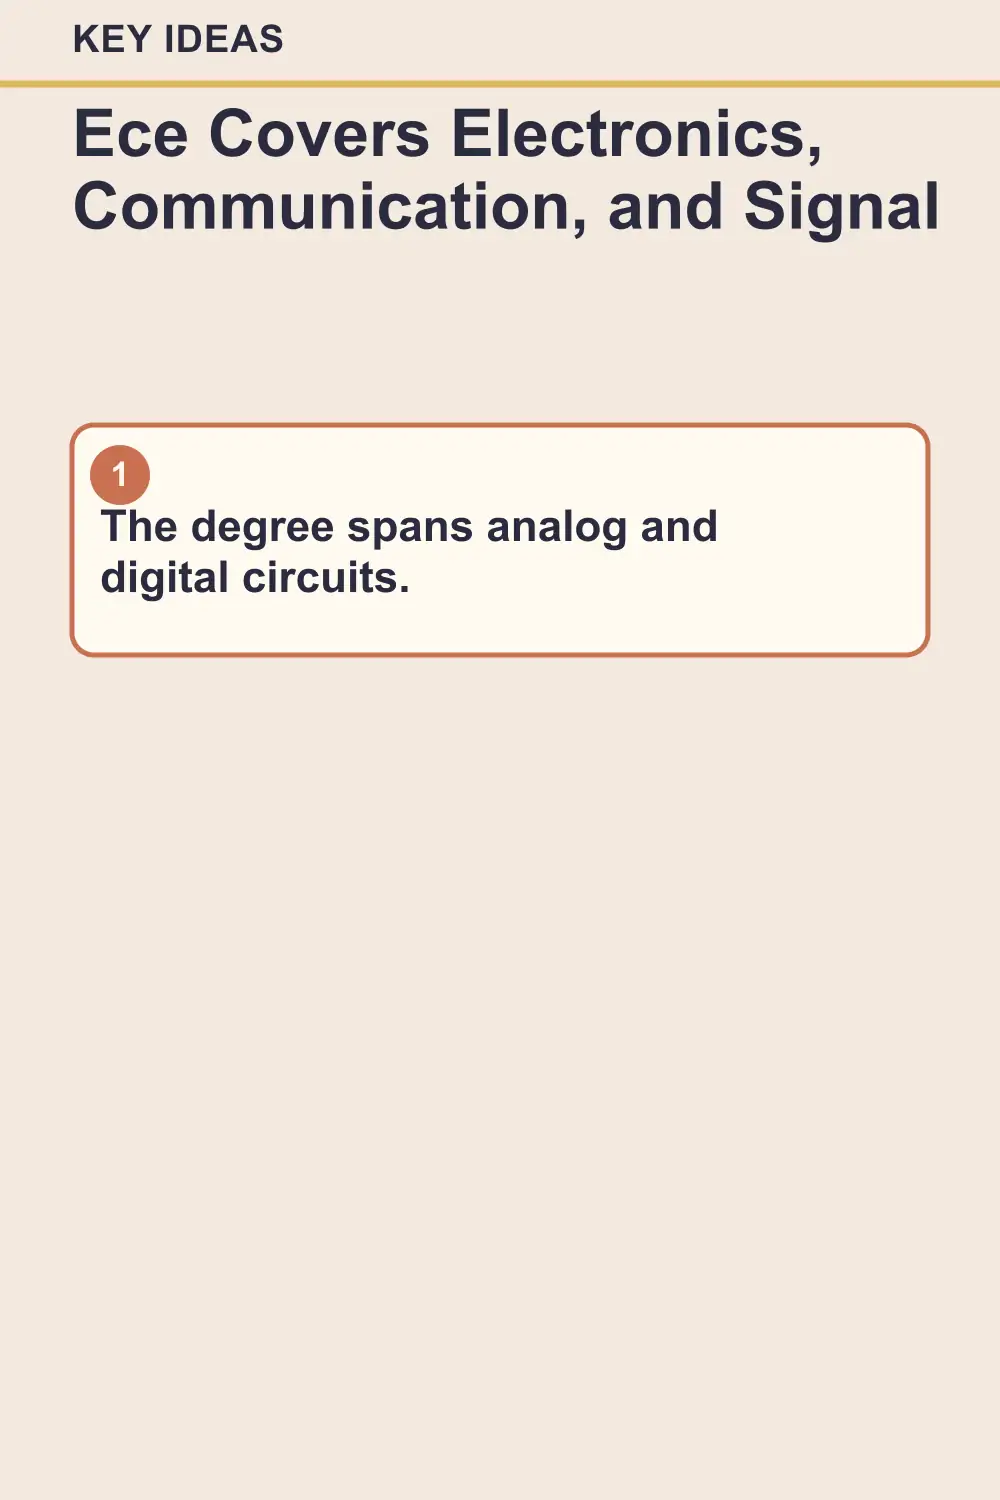 KEY IDEAS
Ece Covers Electronics,
Communication, and Signal
1
The degree spans analog and
digital circuits.